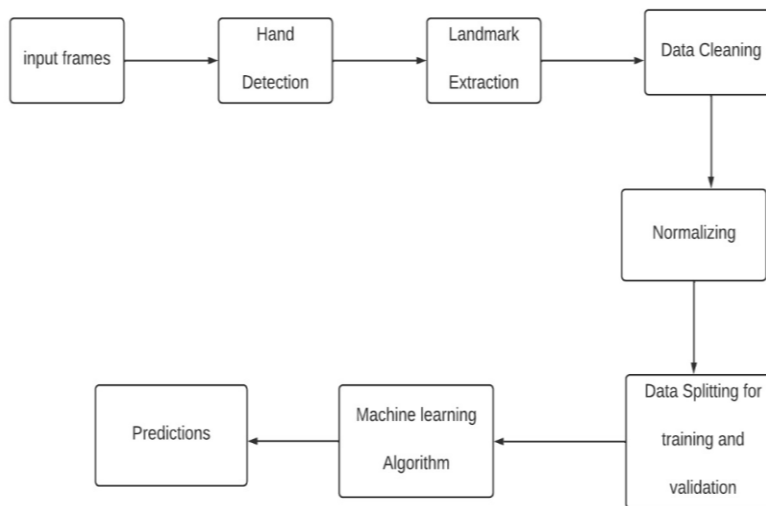 input frames
Hand
Detection
Landmark
Extraction
Data Cleaning
Normalizing
Data Splitting for
training and
validation
Machine learning
Algorithm
Predictions